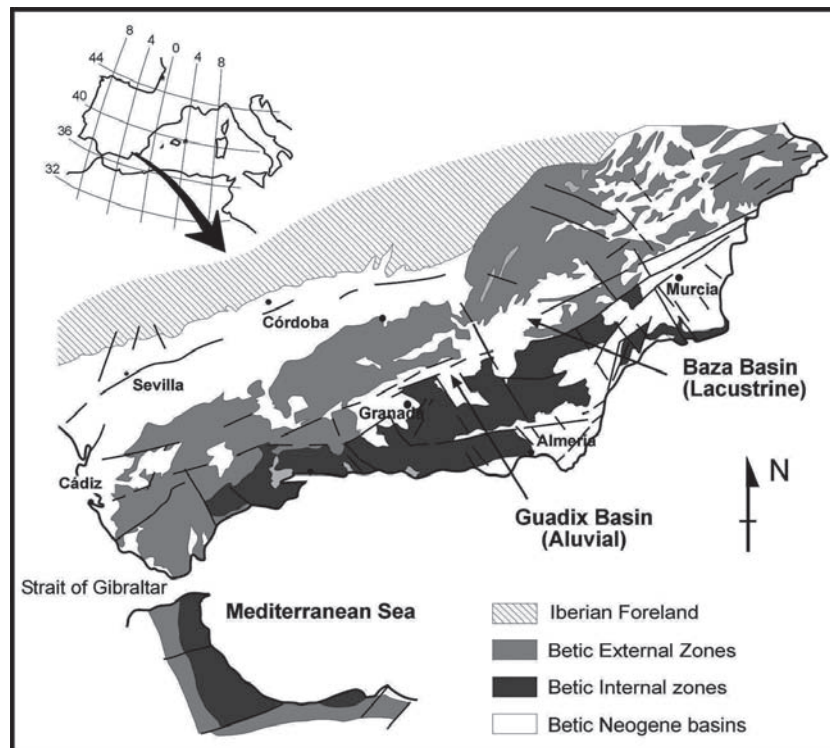 8
4
0
4
8
44
40
36
32
Córdoba
Murcia
Sevilla
Baza Basin
(Lacustrine)
Granada
Almería
Cádiz
N
Guadix Basin
(Aluvial)
Strait of Gibraltar
Mediterranean Sea
Iberian Foreland
Betic External Zones
Betic Internal zones
Betic Neogene basins